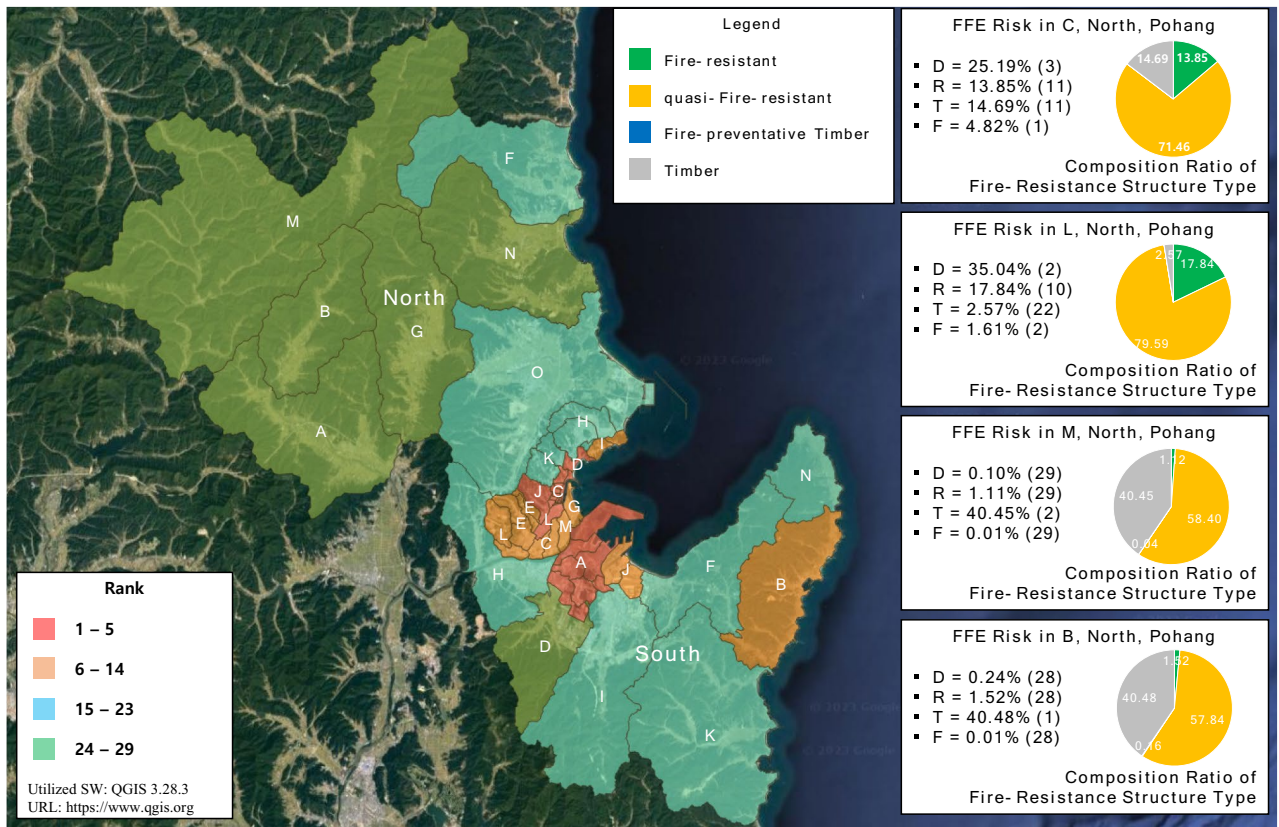 Legend
Fire- resistant
quasi- Fire- resistant
Fire- preventative Timber
Timber
FFE Risk in C, North, Pohang
▪ D = 25.19% (3)
▪ R = 13.85% (11)
▪ T = 14.69% (11)
▪ F = 4.82% (1)
14.69
13.85
71.46
Composition Ratio of
Fire- Resistance Structure Type
FFE Risk in L, North, Pohang
▪ D = 35.04% (2)
▪ R = 17.84% (10)
▪ T = 2.57% (22)
▪ F = 1.61% (2)
2.57
17.84
79.59
Composition Ratio of
Fire- Resistance Structure Type
FFE Risk in M, North, Pohang
▪ D = 0.10% (29)
▪ R = 1.11% (29)
▪ T = 40.45% (2)
▪ F = 0.01% (29)
40.45
58.40
0.04
Composition Ratio of
Fire- Resistance Structure Type
FFE Risk in B, North, Pohang
▪ D = 0.24% (28)
▪ R = 1.52% (28)
▪ T = 40.48% (1)
▪ F = 0.01% (28)
1.52
40.48
57.84
0.16
Composition Ratio of
Fire- Resistance Structure Type
F
M
N
B
North
G
O
A
H
I
K
D
J
C
E
G
E
L
M
L
C
N
A
H
J
F
B
D
South
I
K
Rank
1 – 5
6 – 14
15 – 23
24 – 29
Utilized SW: QGIS 3.28.3
URL: https://www.qgis.org